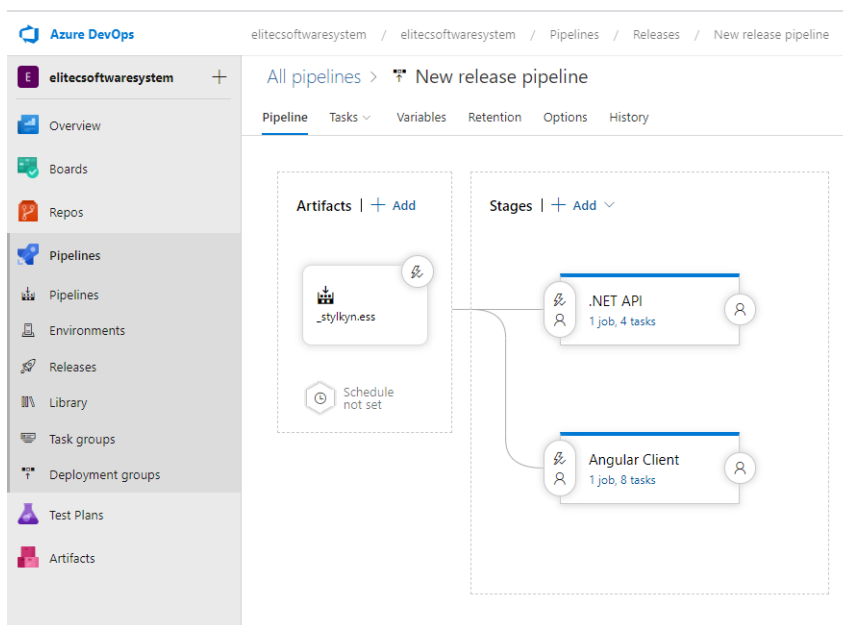 Azure DevOps
elitecsoftwaresystem / elitecsoftwaresystem / Pipelines / Releases / New release pipeline
E elitecsoftwaresystem
All pipelines > New release pipeline
Pipeline Tasks Variables Retention Options History
Overview
Boards
Repos
Pipelines
Pipelines
Environments
Releases
Library
Task groups
Deployment groups
Test Plans
Artifacts
Artifacts | + Add
_stylkyn.ess
Schedule
not set
Stages | + Add
.NET API
1 job, 4 tasks
Angular Client
1 job, 8 tasks